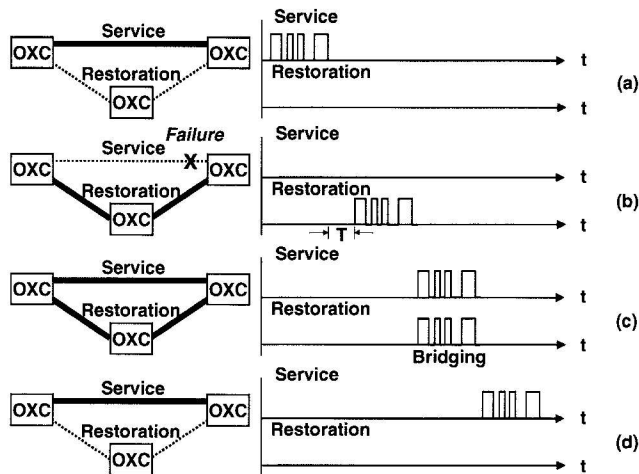 Service
OXC OXC
Restoration
OXC
Service
t
Restoration
t
(a)
Failure
Service X
OXC OXC
Restoration
OXC
Service
t
Restoration
T
t
(b)
Service
OXC OXC
Restoration
OXC
Service
t
Restoration
t
Bridging
(c)
Service
OXC OXC
Restoration
OXC
Service
t
Restoration
t
(d)